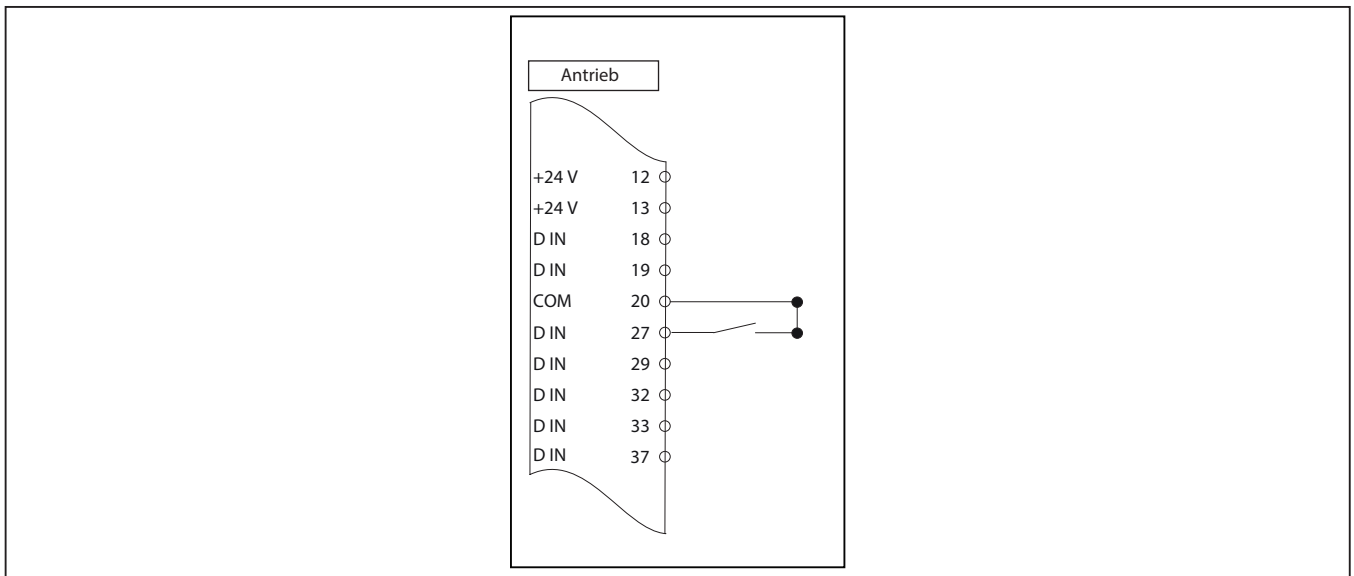 Antrieb
+24 V 12
+24 V 13
D IN 18
D IN 19
COM 20
D IN 27
D IN 29
D IN 32
D IN 33
D IN 37